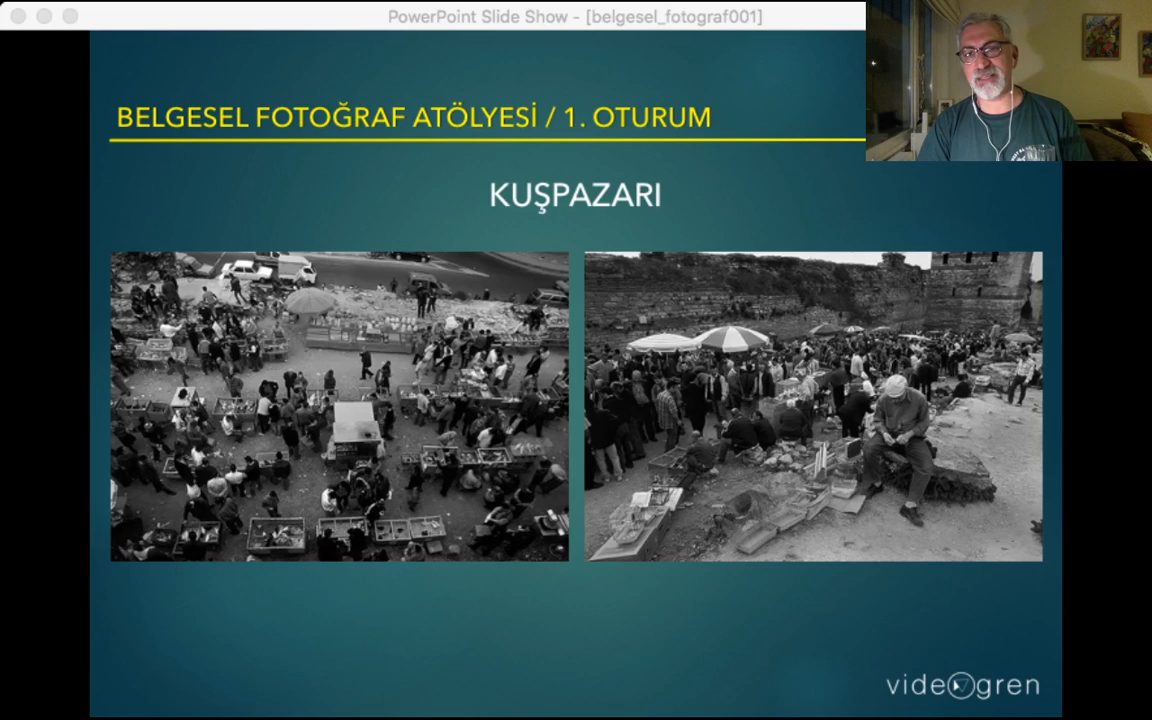 PowerPoint Slide Show - [belgesel_fotograf001]
BELGESEL FOTOĞRAF ATÖLYESİ / 1. OTURUM
KUŞPAZARI
videogren